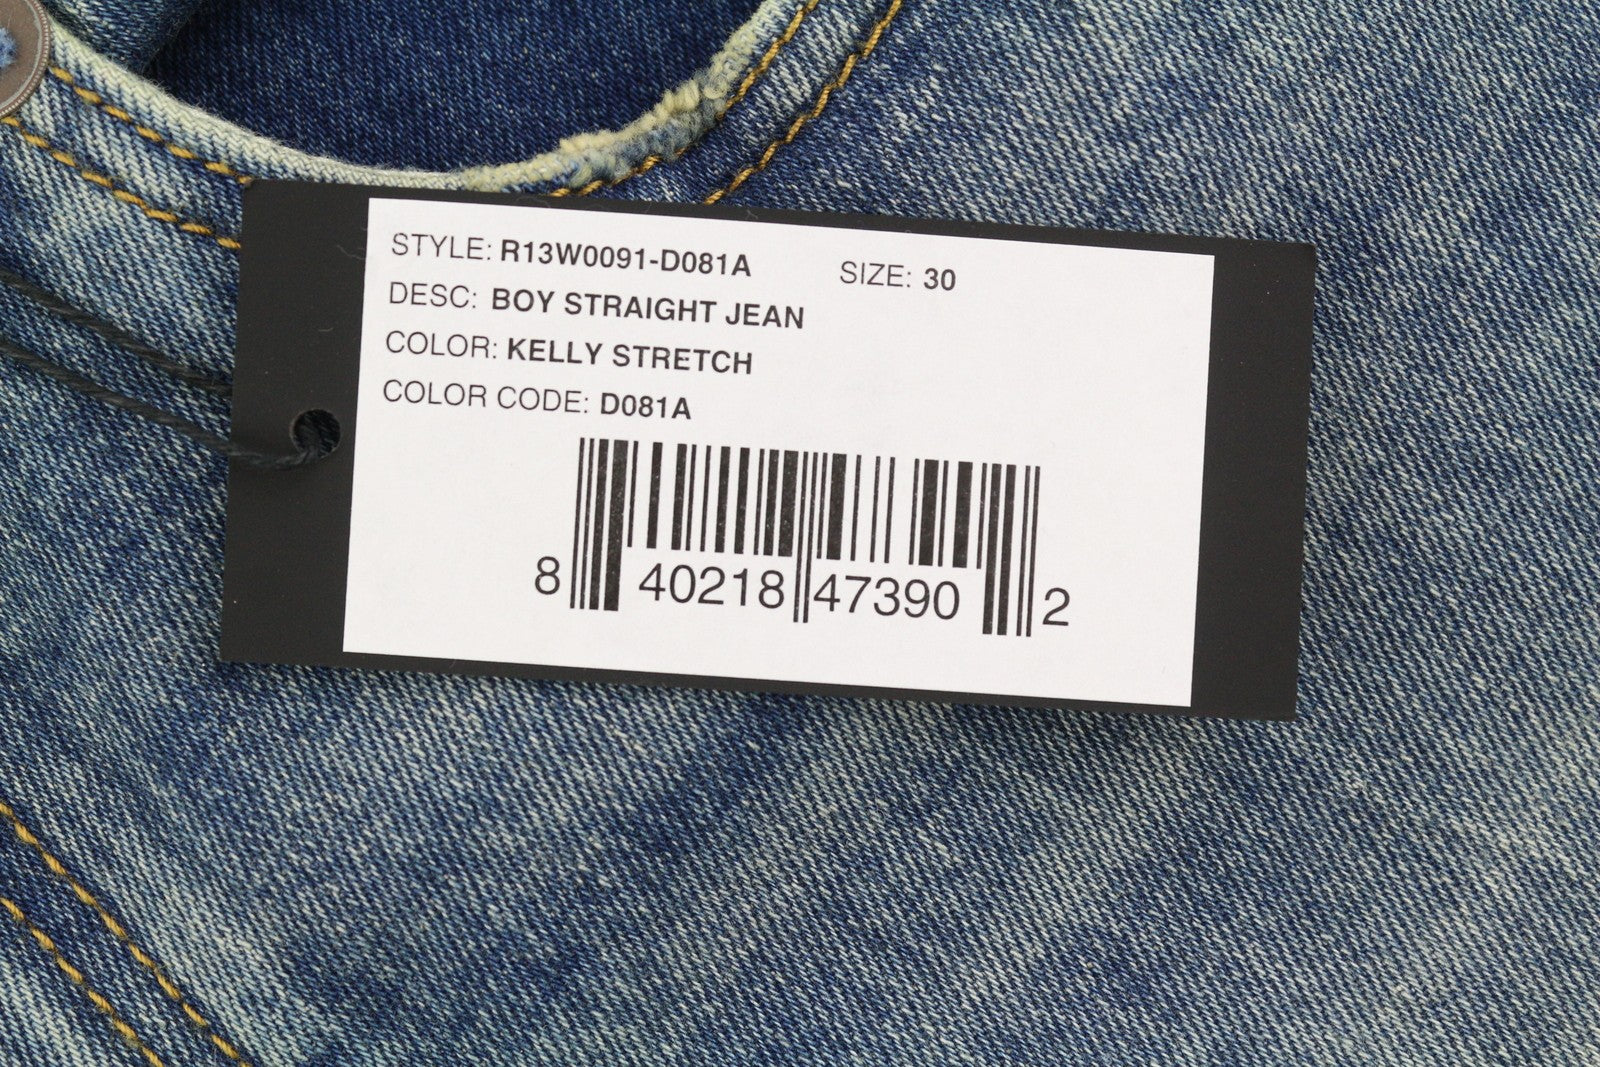 STYLE: R13W0091-D081A SIZE: 30
DESC: BOY STRAIGHT JEAN
COLOR: KELLY STRETCH
COLOR CODE: D081A
8 40218 47390 2